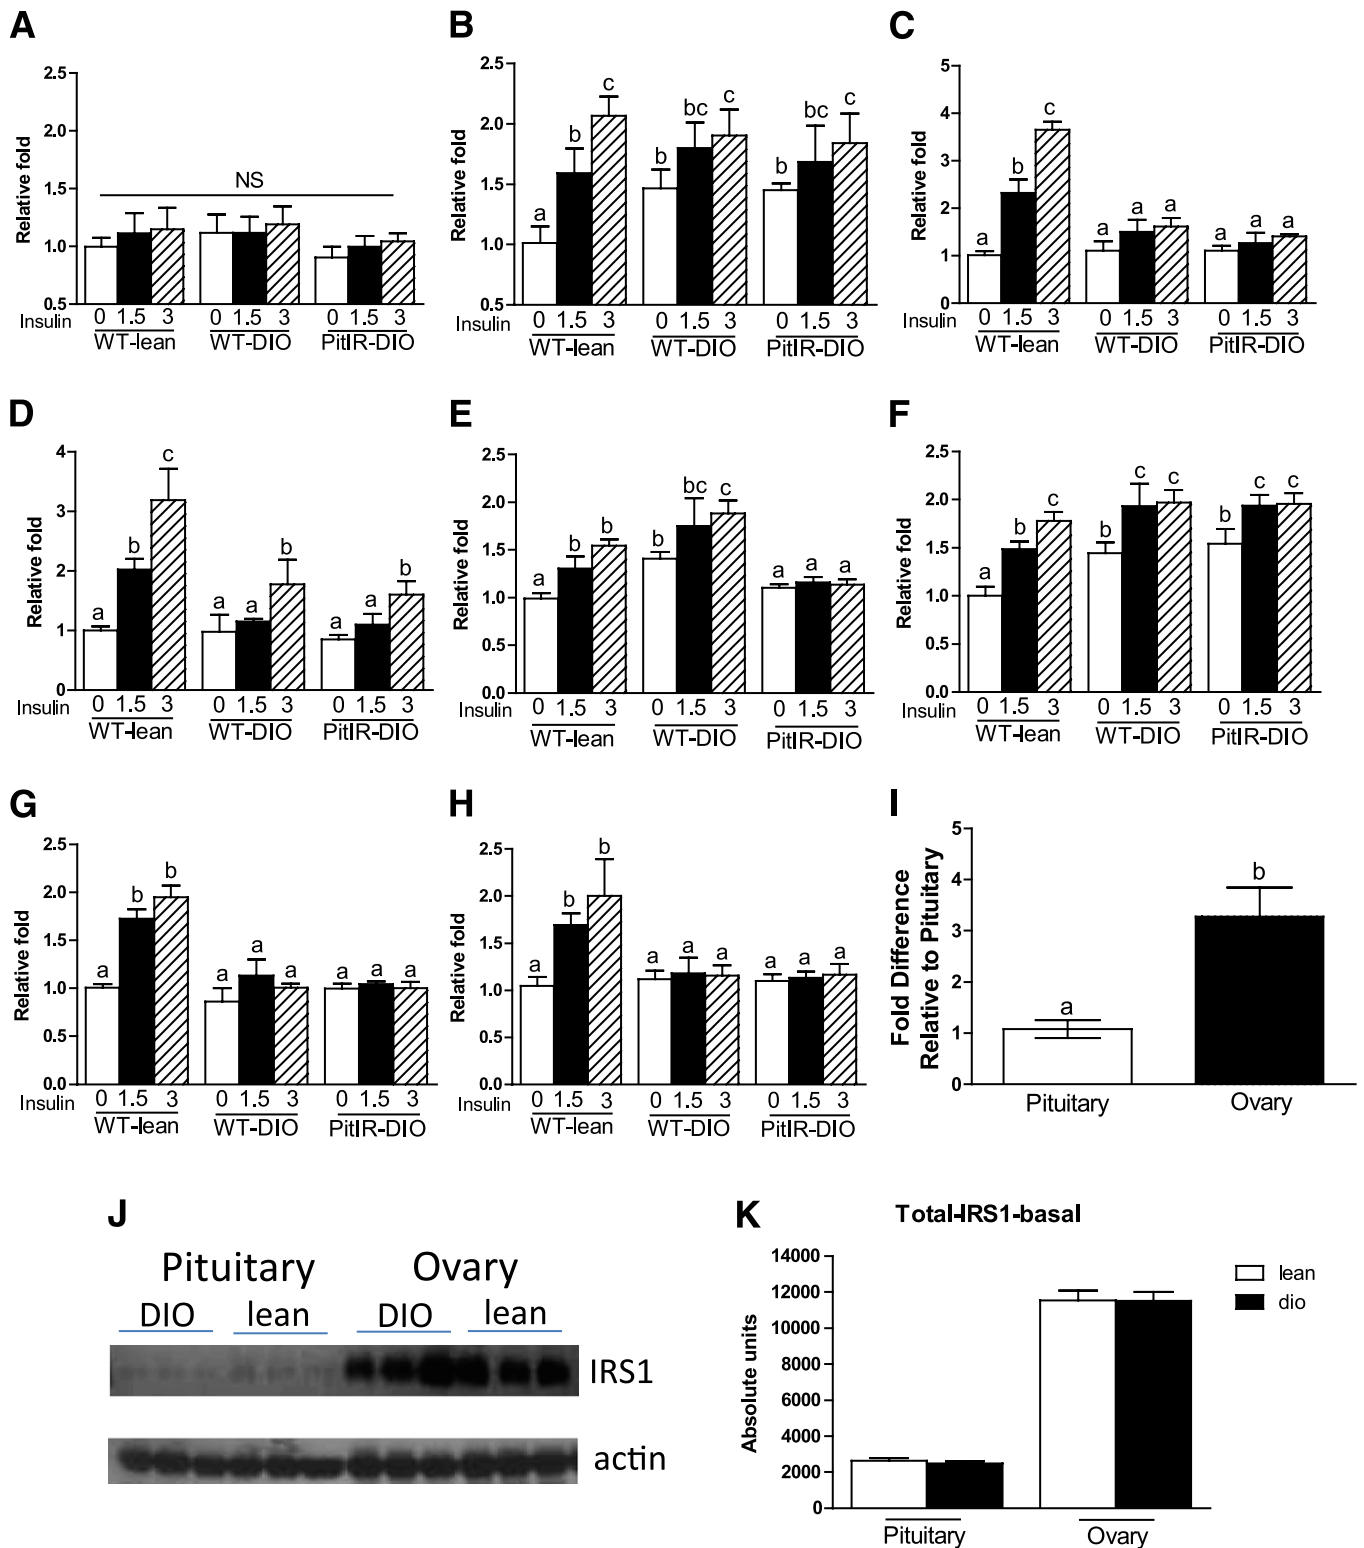 A
2.5
2.0
1.5
1.0
0.5
Relative fold
NS
Insulin 0 1.5 3 0 1.5 3 0 1.5 3
WT-lean WT-DIO PitIR-DIO
B
2.5
2.0
1.5
1.0
0.5
Relative fold
a b c b bc c b bc c
Insulin 0 1.5 3 0 1.5 3 0 1.5 3
WT-lean WT-DIO PitIR-DIO
C
5
4
3
2
1
0
Relative fold
a b c a a a a a a
Insulin 0 1.5 3 0 1.5 3 0 1.5 3
WT-lean WT-DIO PitIR-DIO
D
4
3
2
1
0
Relative fold
a b c a a b a a b
Insulin 0 1.5 3 0 1.5 3 0 1.5 3
WT-lean WT-DIO PitIR-DIO
E
2.5
2.0
1.5
1.0
0.5
0.0
Relative fold
a b b b bc c a a a
Insulin 0 1.5 3 0 1.5 3 0 1.5 3
WT-lean WT-DIO PitIR-DIO
F
2.5
2.0
1.5
1.0
0.5
0.0
Relative fold
a b c b c c b c c
Insulin 0 1.5 3 0 1.5 3 0 1.5 3
WT-lean WT-DIO PitIR-DIO
G
2.5
2.0
1.5
1.0
0.5
0.0
Relative fold
a b b a a a a a a
Insulin 0 1.5 3 0 1.5 3 0 1.5 3
WT-lean WT-DIO PitIR-DIO
H
2.5
2.0
1.5
1.0
0.5
0.0
Relative fold
a b b a a a a a a
Insulin 0 1.5 3 0 1.5 3 0 1.5 3
WT-lean WT-DIO PitIR-DIO
I
5
4
3
2
1
0
Fold Difference
Relative to Pituitary
a b
Pituitary Ovary
J
Pituitary Ovary
DIO lean DIO lean
IRS1
actin
K
Total-IRS1-basal
14000
12000
10000
8000
6000
4000
2000
0
Absolute units
lean
dio
Pituitary Ovary